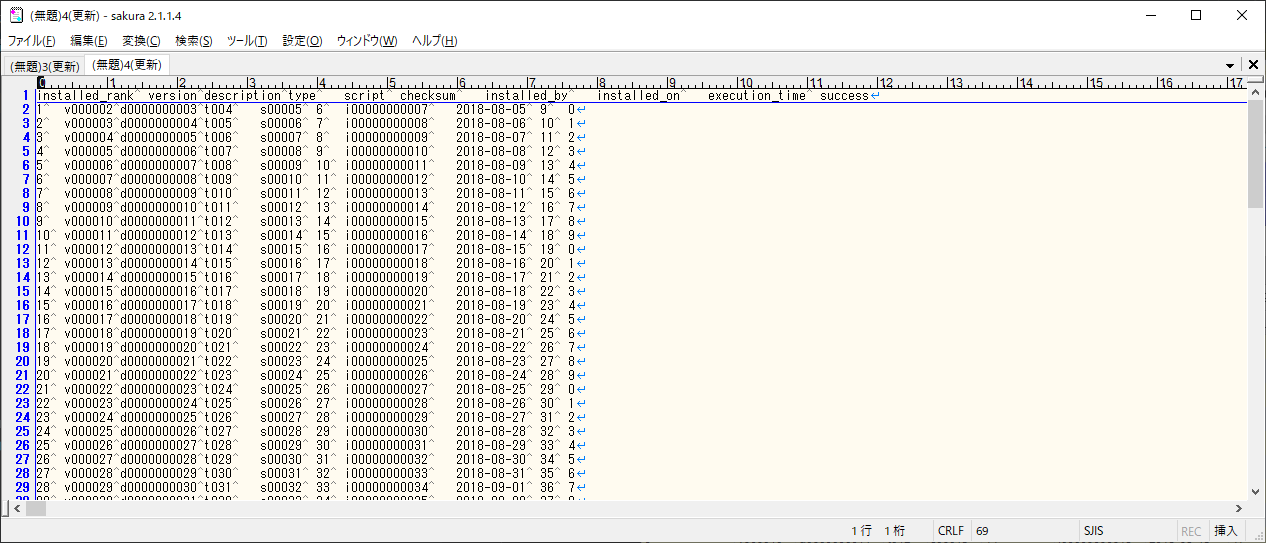 (無題)4(更新) - sakura 2.1.1.4
ファイル(F) 編集(E) 変換(C) 検索(S) ツール(T) 設定(O) ウィンドウ(W) ヘルプ(H)
(無題)3(更新) (無題)4(更新)
0 1 2 3 4 5 6 7 8 9 10 11 12 13 14 15 16 17
1 installed_rank version description type script checksum installed_by installed_on execution_time success
2 1 v000002 d0000000003 t004 s00005 6 i00000000007 2018-08-05 9 0
3 2 v000003 d0000000004 t005 s00006 7 i00000000008 2018-08-06 10 1
4 3 v000004 d0000000005 t006 s00007 8 i00000000009 2018-08-07 11 2
5 4 v000005 d0000000006 t007 s00008 9 i00000000010 2018-08-08 12 3
6 5 v000006 d0000000007 t008 s00009 10 i00000000011 2018-08-09 13 4
7 6 v000007 d0000000008 t009 s00010 11 i00000000012 2018-08-10 14 5
8 7 v000008 d0000000009 t010 s00011 12 i00000000013 2018-08-11 15 6
9 8 v000009 d0000000010 t011 s00012 13 i00000000014 2018-08-12 16 7
10 9 v000010 d0000000011 t012 s00013 14 i00000000015 2018-08-13 17 8
11 10 v000011 d0000000012 t013 s00014 15 i00000000016 2018-08-14 18 9
12 11 v000012 d0000000013 t014 s00015 16 i00000000017 2018-08-15 19 0
13 12 v000013 d0000000014 t015 s00016 17 i00000000018 2018-08-16 20 1
14 13 v000014 d0000000015 t016 s00017 18 i00000000019 2018-08-17 21 2
15 14 v000015 d0000000016 t017 s00018 19 i00000000020 2018-08-18 22 3
16 15 v000016 d0000000017 t018 s00019 20 i00000000021 2018-08-19 23 4
17 16 v000017 d0000000018 t019 s00020 21 i00000000022 2018-08-20 24 5
18 17 v000018 d0000000019 t020 s00021 22 i00000000023 2018-08-21 25 6
19 18 v000019 d0000000020 t021 s00022 23 i00000000024 2018-08-22 26 7
20 19 v000020 d0000000021 t022 s00023 24 i00000000025 2018-08-23 27 8
21 20 v000021 d0000000022 t023 s00024 25 i00000000026 2018-08-24 28 9
22 21 v000022 d0000000023 t024 s00025 26 i00000000027 2018-08-25 29 0
23 22 v000023 d0000000024 t025 s00026 27 i00000000028 2018-08-26 30 1
24 23 v000024 d0000000025 t026 s00027 28 i00000000029 2018-08-27 31 2
25 24 v000025 d0000000026 t027 s00028 29 i00000000030 2018-08-28 32 3
26 25 v000026 d0000000027 t028 s00029 30 i00000000031 2018-08-29 33 4
27 26 v000027 d0000000028 t029 s00030 31 i00000000032 2018-08-30 34 5
28 27 v000028 d0000000029 t030 s00031 32 i00000000033 2018-08-31 35 6
29 28 v000029 d0000000030 t031 s00032 33 i00000000034 2018-09-01 36 7
1 行 1 桁 CRLF 69 SJIS REC 挿入